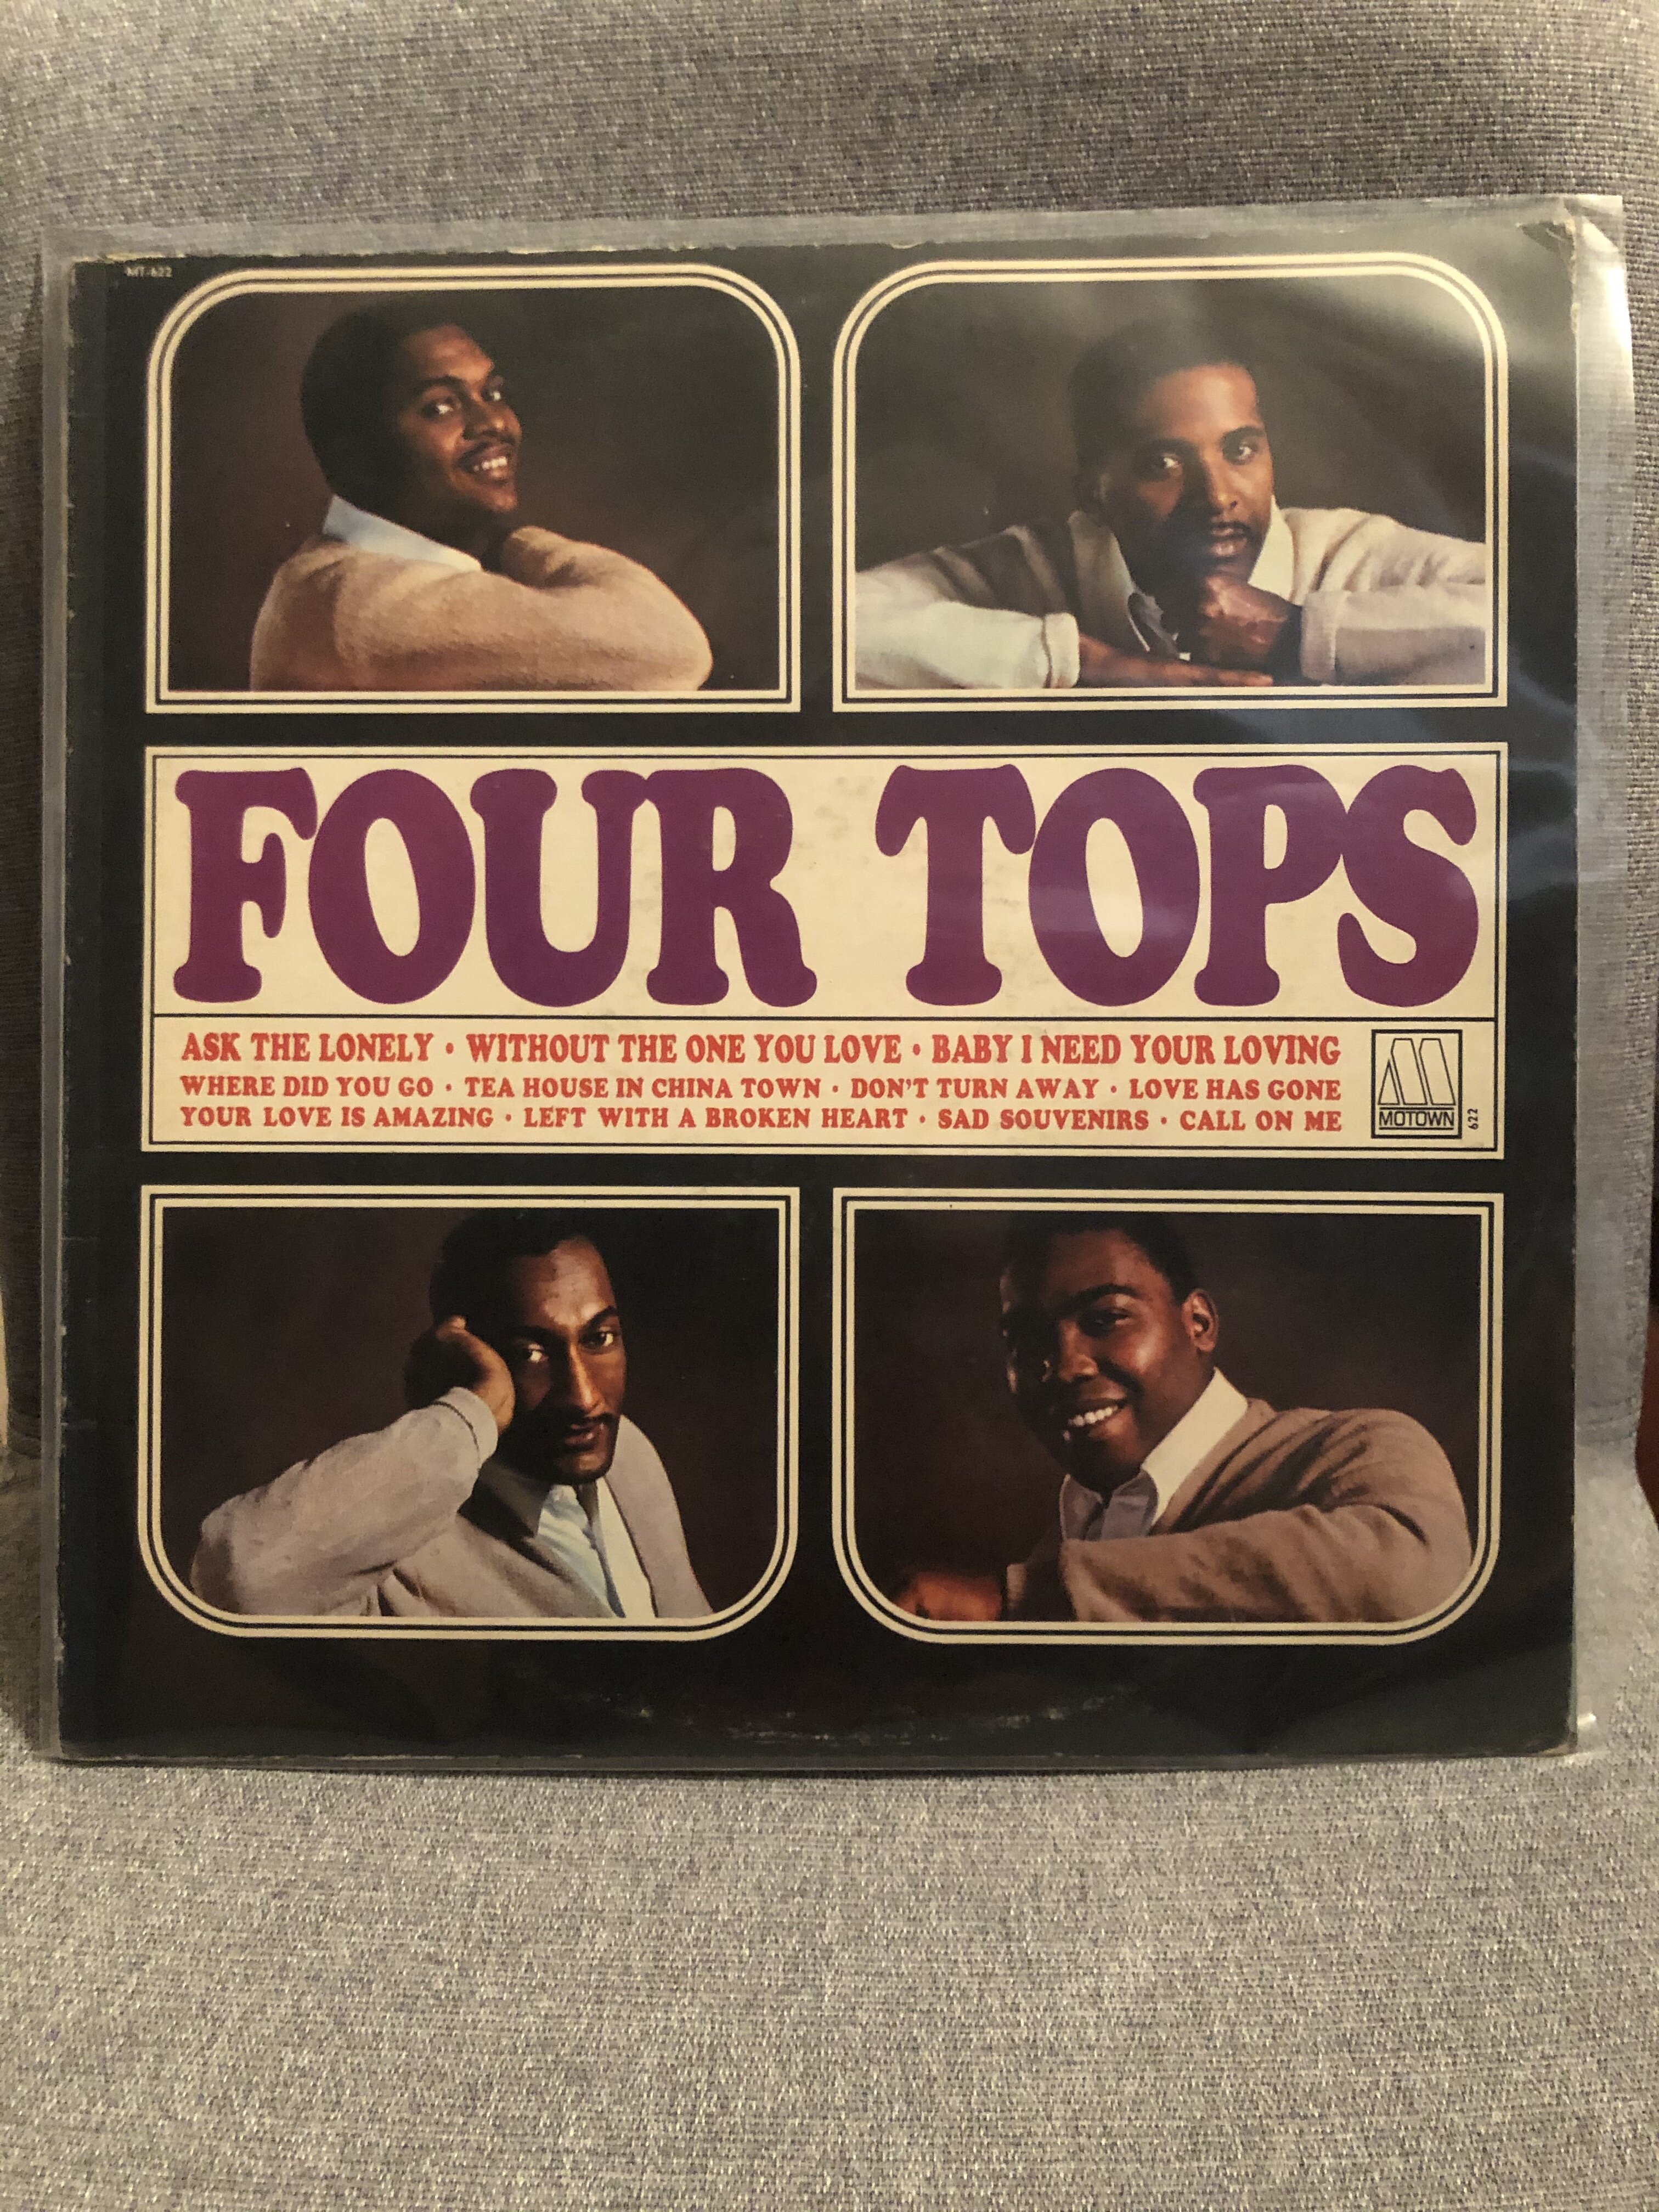 MT-622
FOUR TOPS
ASK THE LONELY • WITHOUT THE ONE YOU LOVE • BABY I NEED YOUR LOVING
WHERE DID YOU GO • TEA HOUSE IN CHINA TOWN • DON'T TURN AWAY • LOVE HAS GONE
YOUR LOVE IS AMAZING • LEFT WITH A BROKEN HEART • SAD SOUVENIRS • CALL ON ME
MOTOWN
622